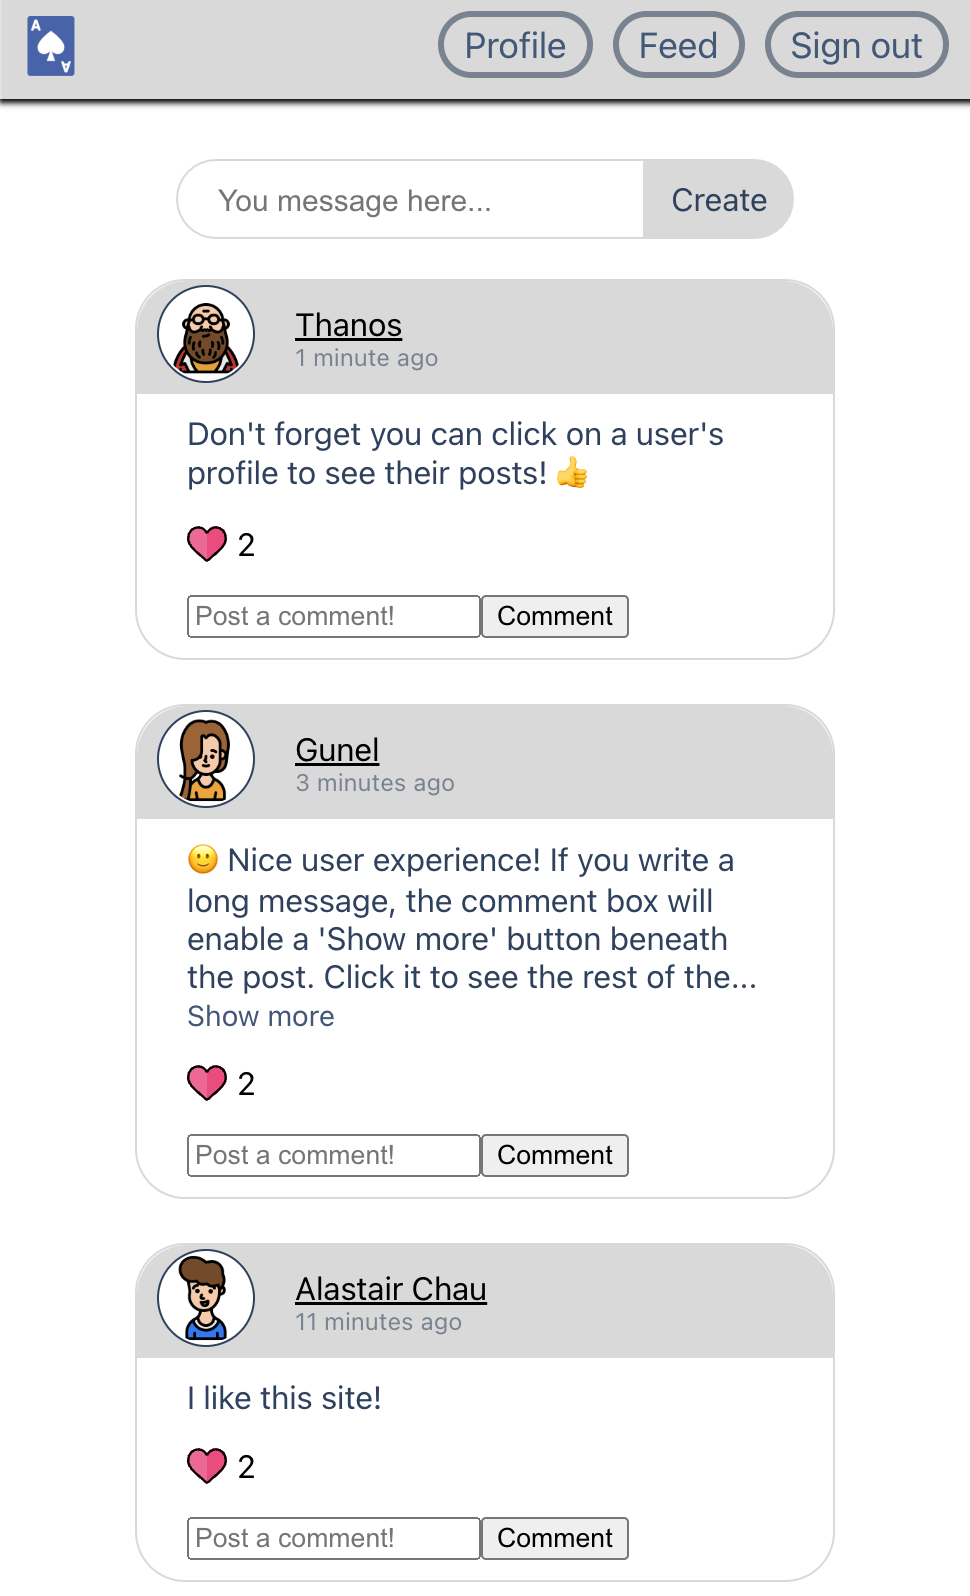 A
A
Profile
Feed
Sign out
You message here...
Create
Thanos
1 minute ago
Don't forget you can click on a user's
profile to see their posts! 👍
2
Post a comment!
Comment
Gunel
3 minutes ago
🙂 Nice user experience! If you write a
long message, the comment box will
enable a 'Show more' button beneath
the post. Click it to see the rest of the...
Show more
2
Post a comment!
Comment
Alastair Chau
11 minutes ago
I like this site!
2
Post a comment!
Comment